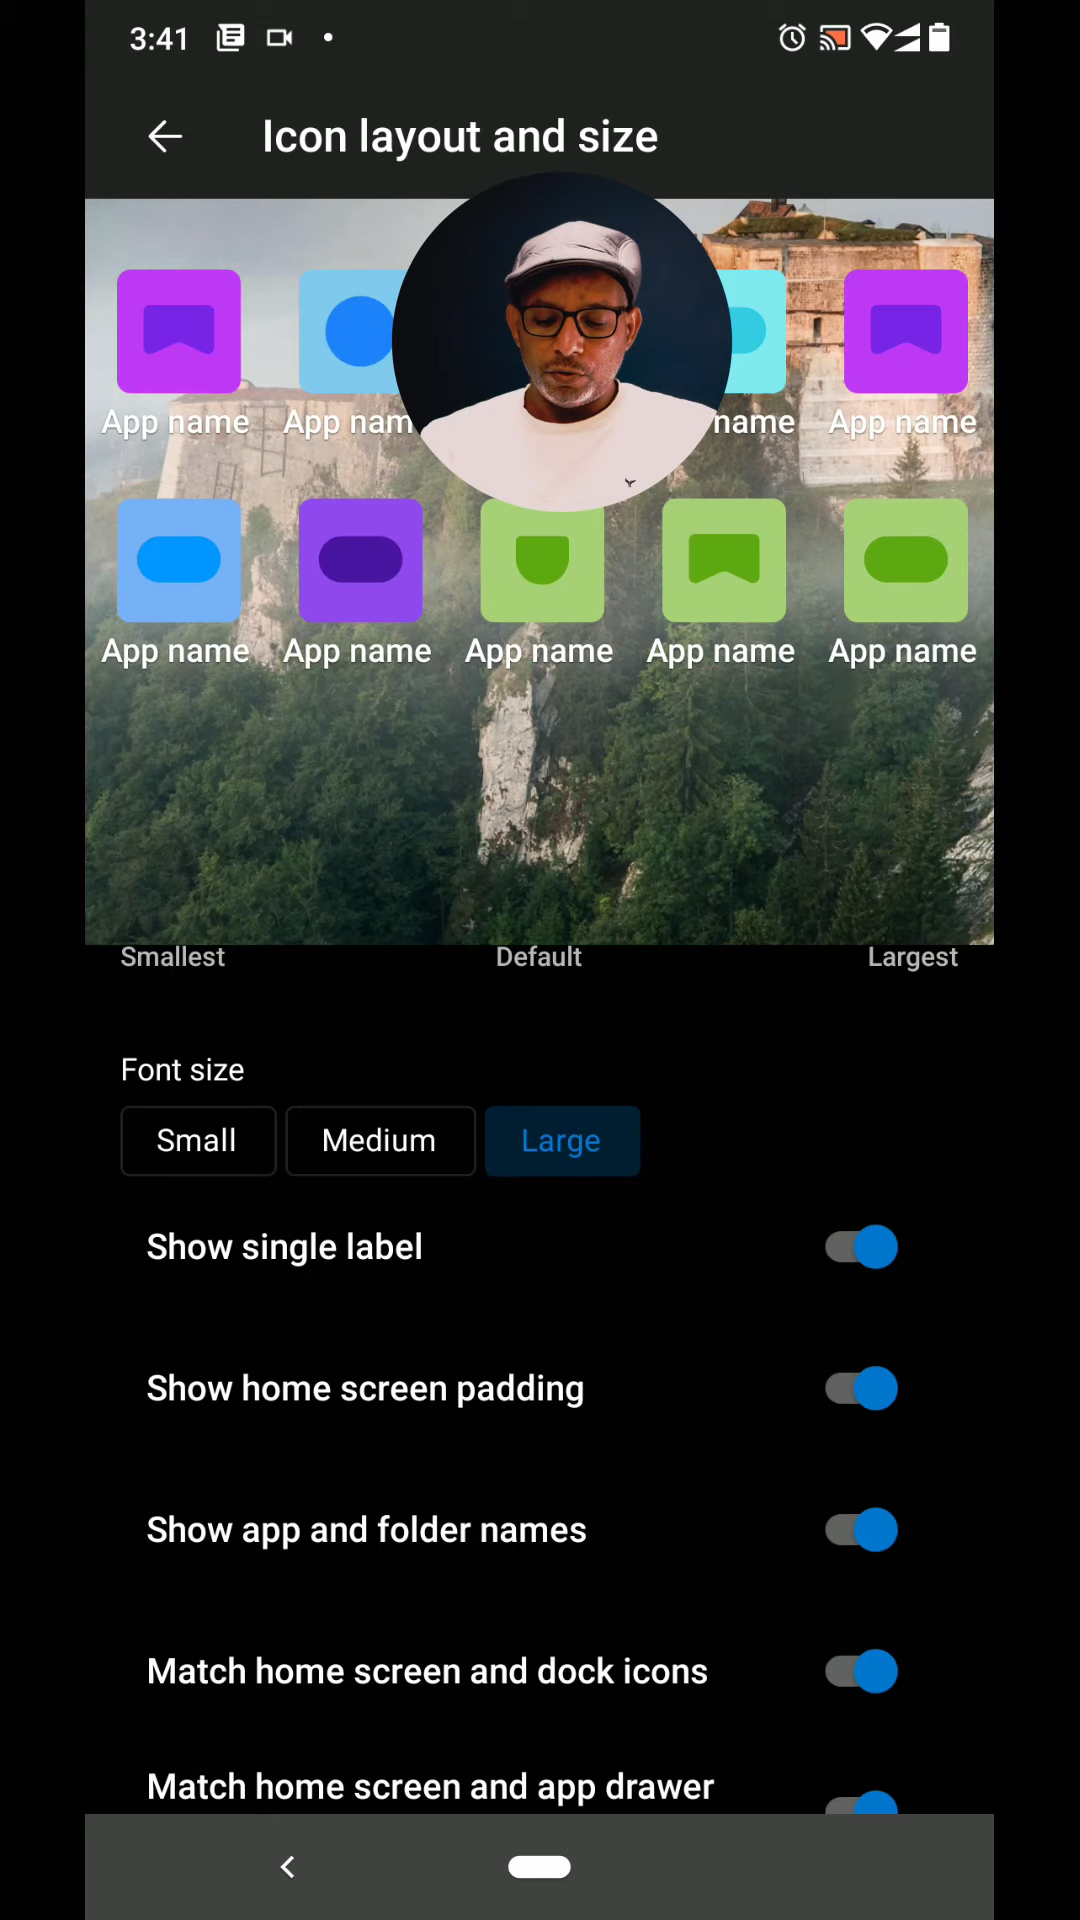 3:41
Icon layout and size
App name App nam name App name
App name App name App name App name App name
Smallest Default Largest
Font size
Small Medium Large
Show single label
Show home screen padding
Show app and folder names
Match home screen and dock icons
Match home screen and app drawer